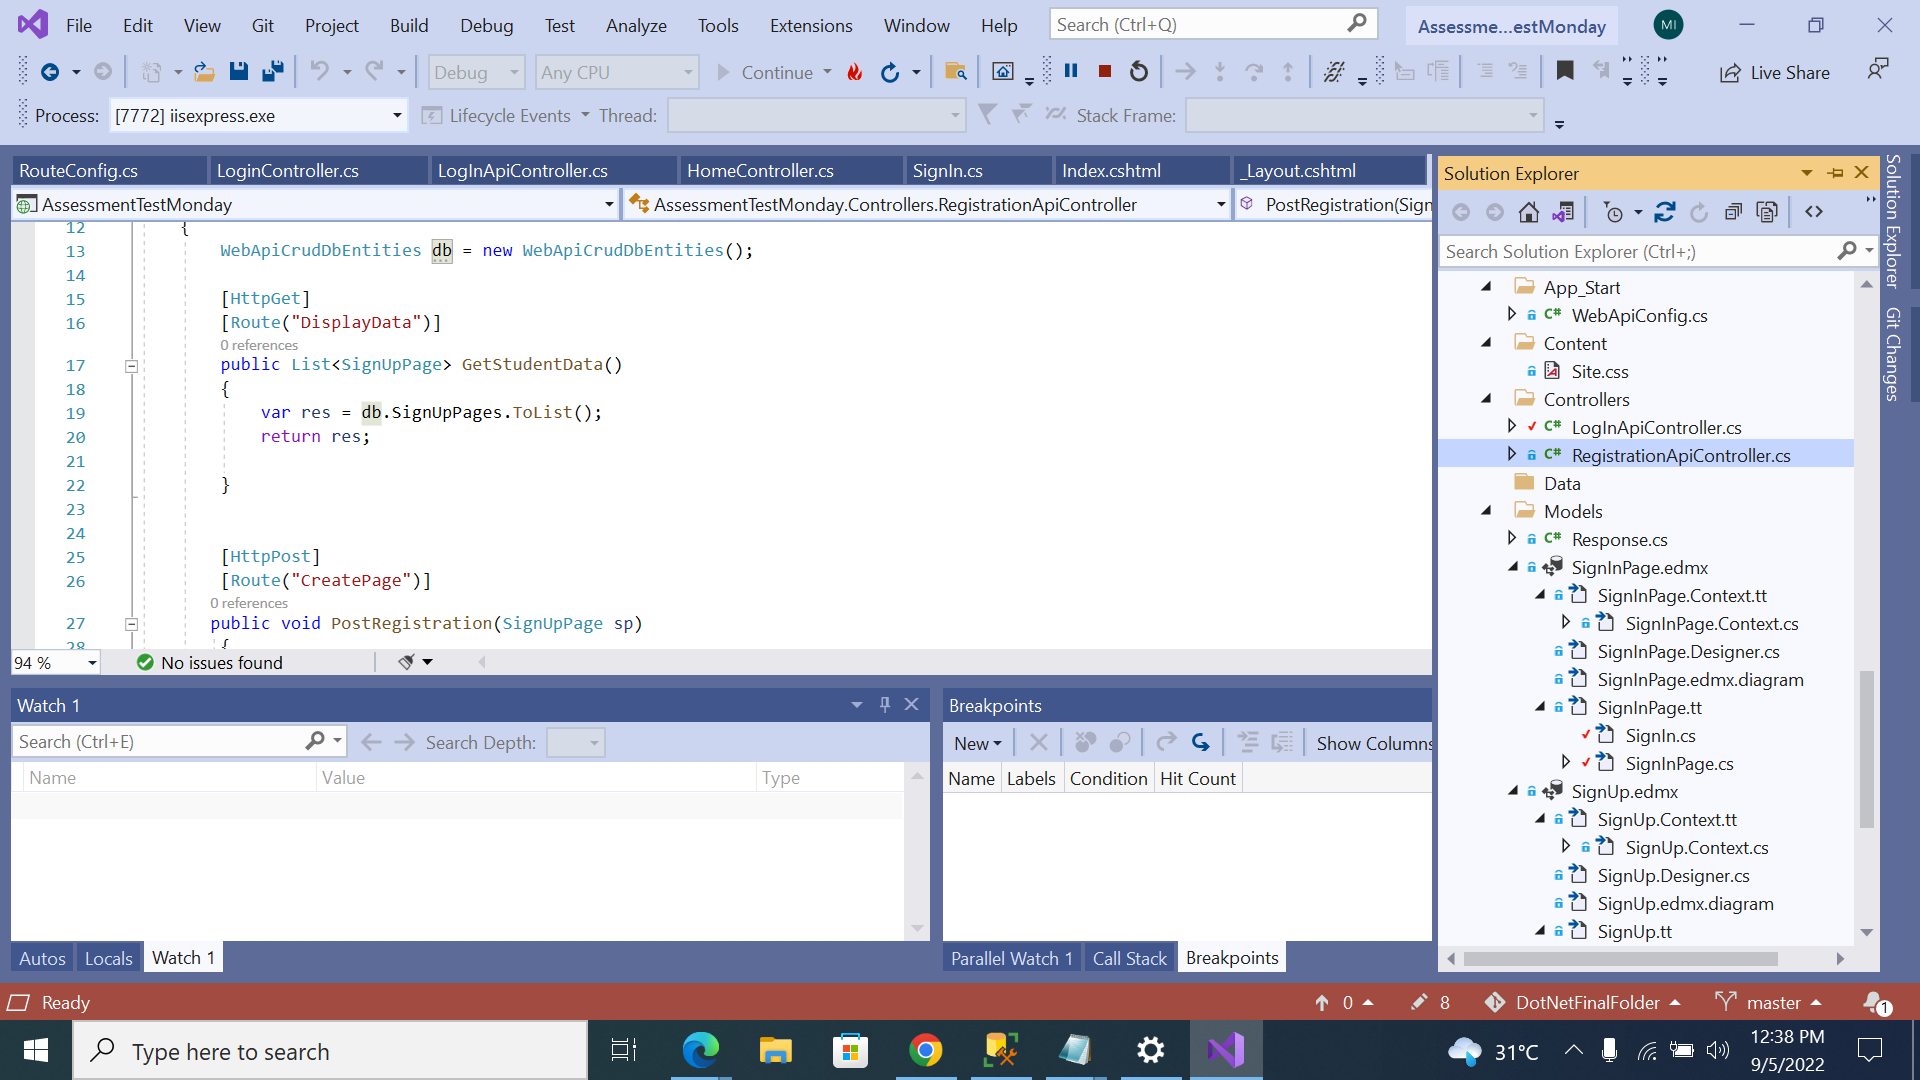 File Edit View Git Project Build Debug Test Analyze Tools Extensions Window Help Search (Ctrl+Q) Assessme...estMonday MI
Debug Any CPU Continue Live Share
Process: [7772] iisexpress.exe Lifecycle Events Thread: Stack Frame:
RouteConfig.cs LoginController.cs LogInApiController.cs HomeController.cs SignIn.cs Index.cshtml _Layout.cshtml
AssessmentTestMonday AssessmentTestMonday.Controllers.RegistrationApiController PostRegistration(Sign
12 {
13 WebApiCrudDbEntities db = new WebApiCrudDbEntities();
14
15 [HttpGet]
16 [Route("DisplayData")]
0 references
17 public List<SignUpPage> GetStudentData()
18 {
19 var res = db.SignUpPages.ToList();
20 return res;
21
22 }
23
24
25 [HttpPost]
26 [Route("CreatePage")]
0 references
27 public void PostRegistration(SignUpPage sp)
28 {
94 % No issues found
Watch 1
Search (Ctrl+E) Search Depth:
Name Value Type
Autos Locals Watch 1
Breakpoints
New Show Columns
Name Labels Condition Hit Count
Parallel Watch 1 Call Stack Breakpoints
Solution Explorer
Search Solution Explorer (Ctrl+;)
App_Start
C# WebApiConfig.cs
Content
Site.css
Controllers
C# LogInApiController.cs
C# RegistrationApiController.cs
Data
Models
C# Response.cs
SignInPage.edmx
SignInPage.Context.tt
SignInPage.Context.cs
SignInPage.Designer.cs
SignInPage.edmx.diagram
SignInPage.tt
SignIn.cs
SignInPage.cs
SignUp.edmx
SignUp.Context.tt
SignUp.Context.cs
SignUp.Designer.cs
SignUp.edmx.diagram
SignUp.tt
Solution Explorer
Git Changes
Ready 0 8 DotNetFinalFolder master 1
Type here to search 31°C 12:38 PM
9/5/2022